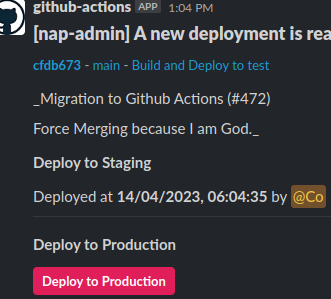 github-actions APP 1:04 PM
[nap-admin] A new deployment is rea
cfdb673 - main - Build and Deploy to test
_Migration to Github Actions (#472)
Force Merging because I am God._
Deploy to Staging
Deployed at 14/04/2023, 06:04:35 by @Co
Deploy to Production
Deploy to Production